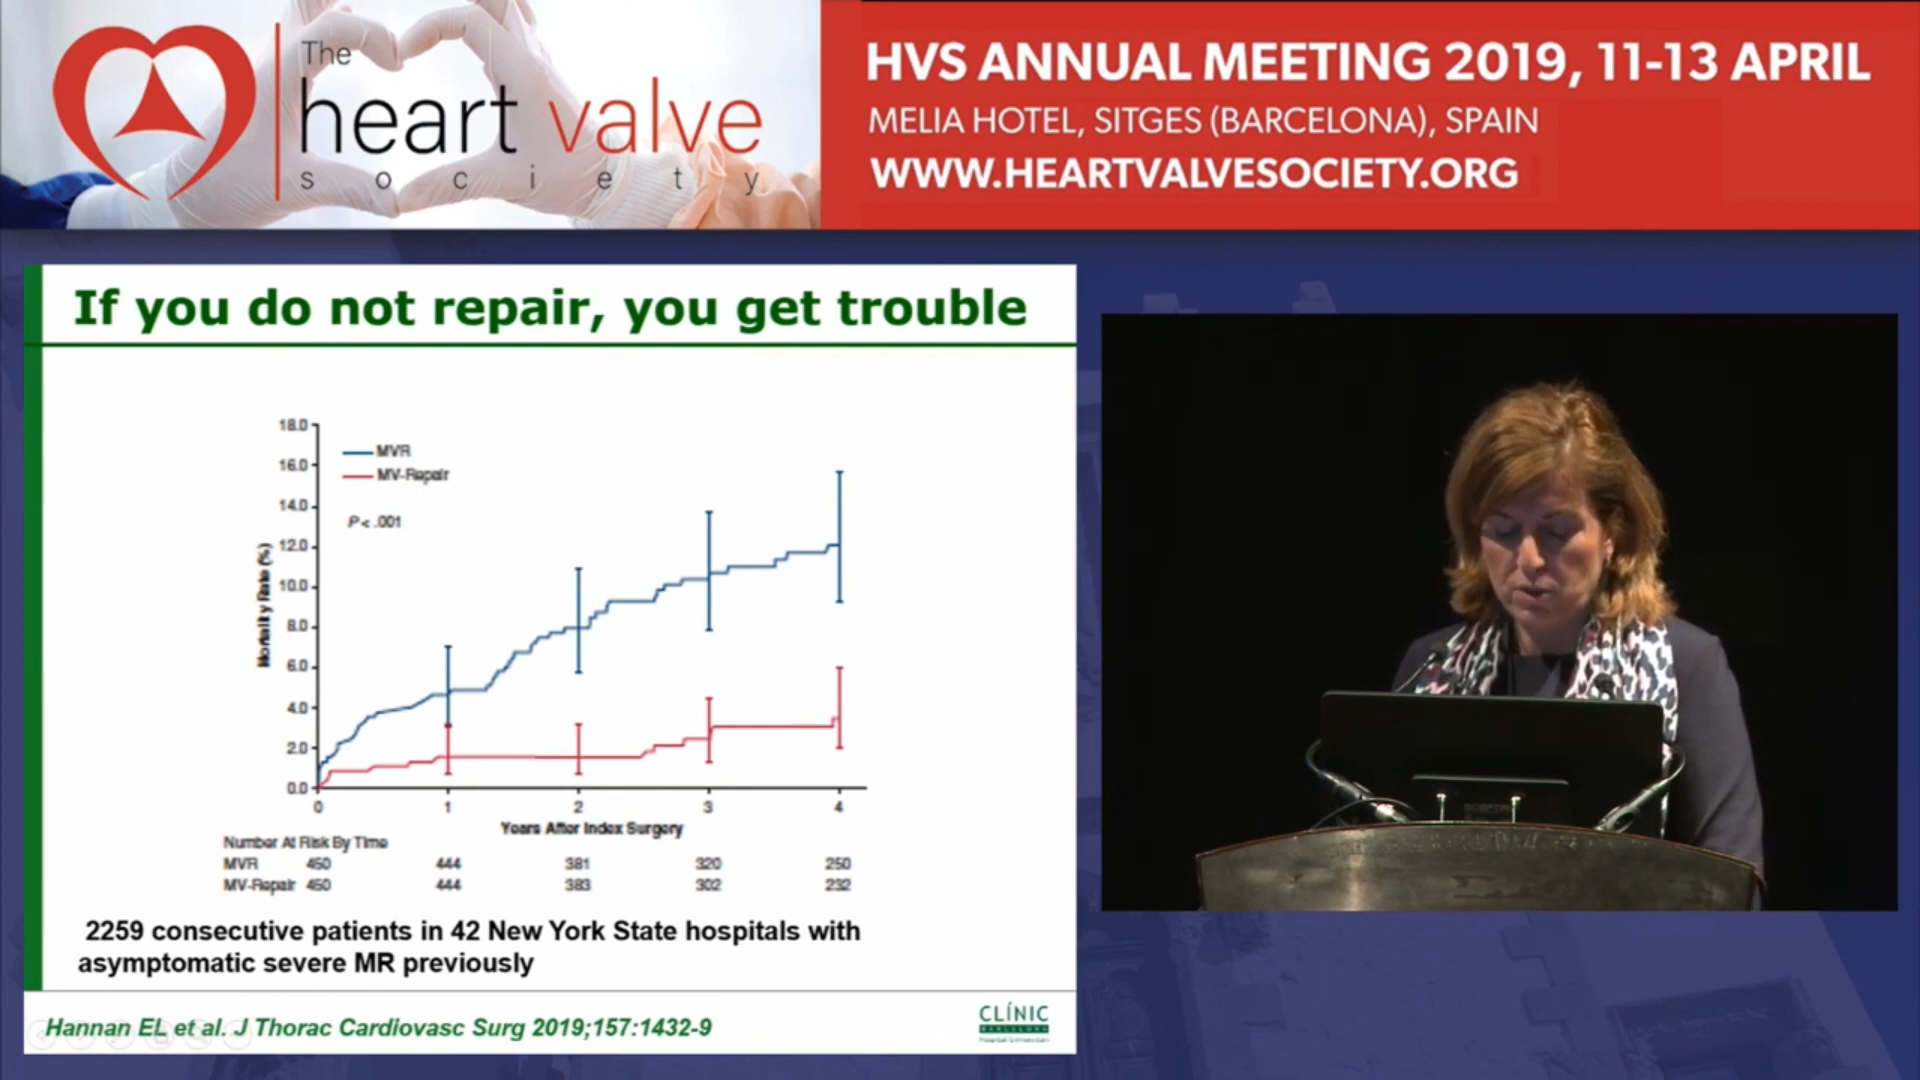 The
heart valve
society
HVS ANNUAL MEETING 2019, 11-13 APRIL
MELIA HOTEL, SITGES (BARCELONA), SPAIN
WWW.HEARTVALVESOCIETY.ORG
If you do not repair, you get trouble
18.0
16.0
14.0
12.0
10.0
8.0
6.0
4.0
2.0
0.0
Mortality Rate (%)
MVR
MV-Repair
P < .001
0 1 2 3 4
Years After Index Surgery
Number At Risk By Time
MVR 450 444 381 320 250
MV-Repair 450 444 383 302 232
2259 consecutive patients in 42 New York State hospitals with
asymptomatic severe MR previously
Hannan EL et al. J Thorac Cardiovasc Surg 2019;157:1432-9
CLÍNIC
BARCELONA
Hospital Universitari